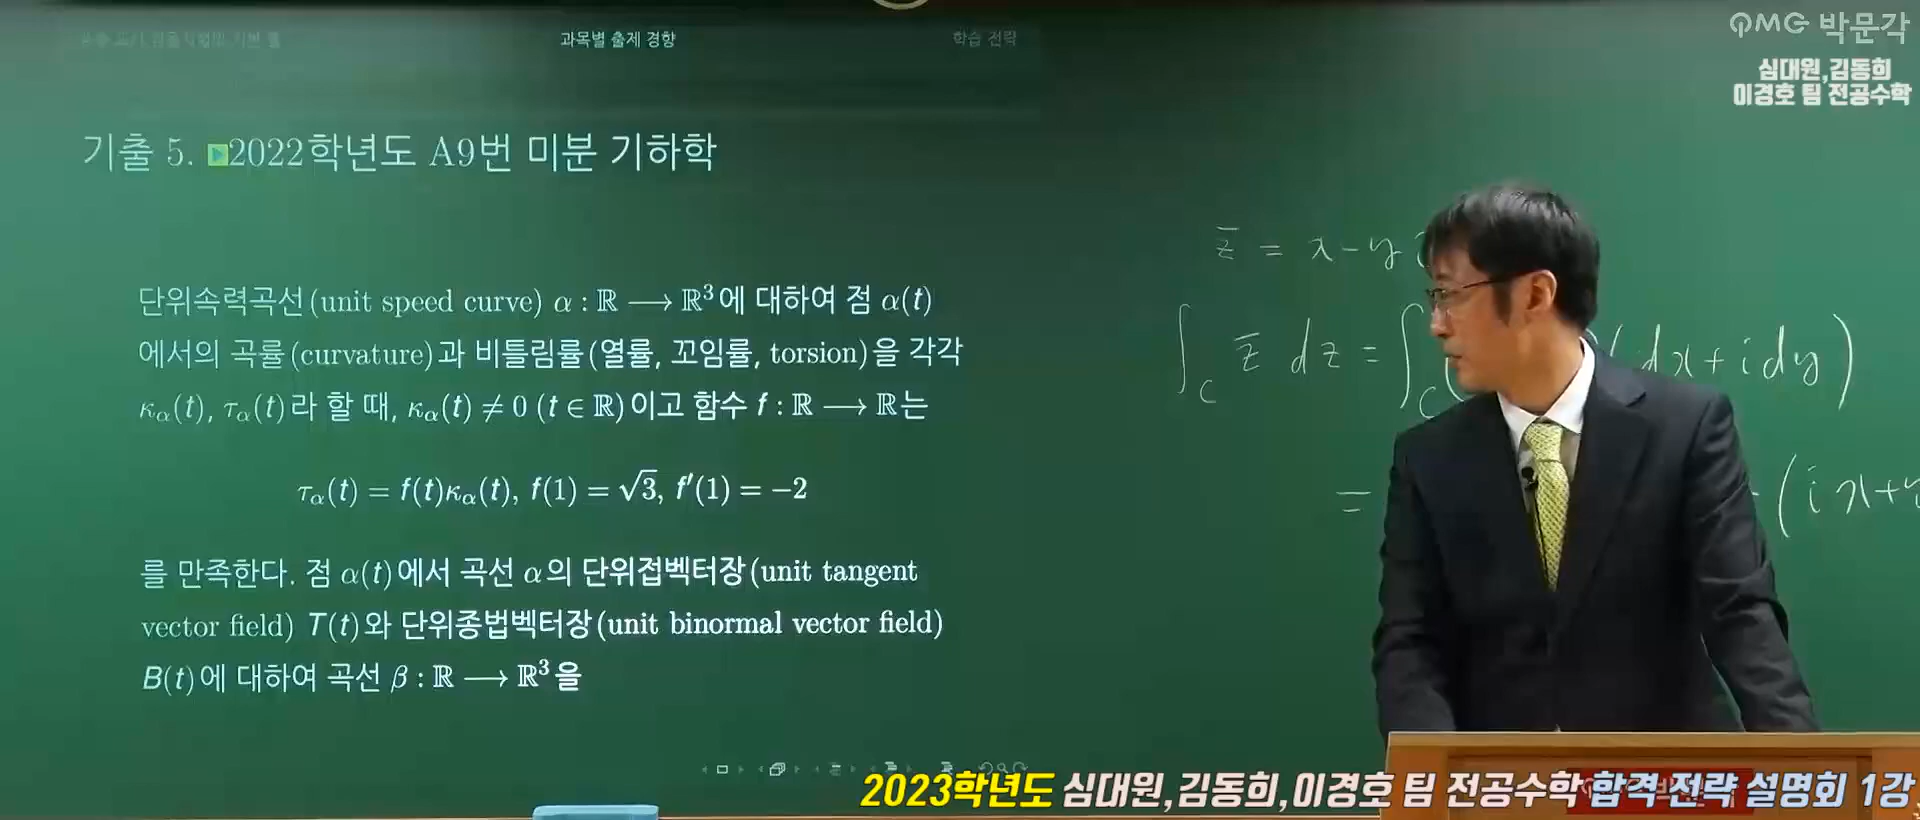 과목별 출제 경향
학습 전략
PMG 박문각
심대원,김동희
이경호 팀 전공수학
기출 5. 2022학년도 A9번 미분 기하학
단위속력곡선(unit speed curve) α : ℝ ⟶ ℝ³에 대하여 점 α(t)
에서의 곡률(curvature)과 비틀림률(열률, 꼬임률, torsion)을 각각
κα(t), τα(t)라 할 때, κα(t) ≠ 0 (t ∈ ℝ)이고 함수 f : ℝ ⟶ ℝ는
τα(t) = f(t)κα(t), f(1) = √3, f′(1) = −2
를 만족한다. 점 α(t)에서 곡선 α의 단위접벡터장(unit tangent
vector field) T(t)와 단위종법벡터장(unit binormal vector field)
B(t)에 대하여 곡선 β : ℝ ⟶ ℝ³을
z̄ = x − y
∫C z̄ dz = ∫C ( (dx + i dy)
= (i x +
2023학년도 심대원,김동희,이경호 팀 전공수학 합격 전략 설명회 1강